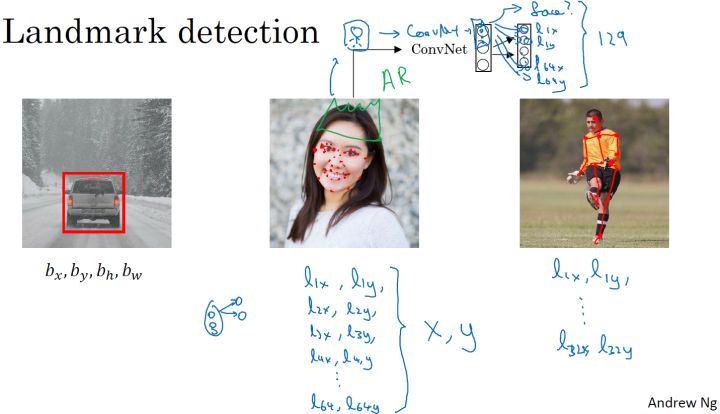 Landmark detection
ConvNet
ConvNet
face?
l1x
l1y
l64x
l64y
129
AR
bx, by, bh, bw
l1x, l1y,
l2x, l2y,
l3x, l3y,
l4x, l4y
⋮
l64, l64y
x, y
l1x, l1y,
⋮
l32x, l32y
Andrew Ng